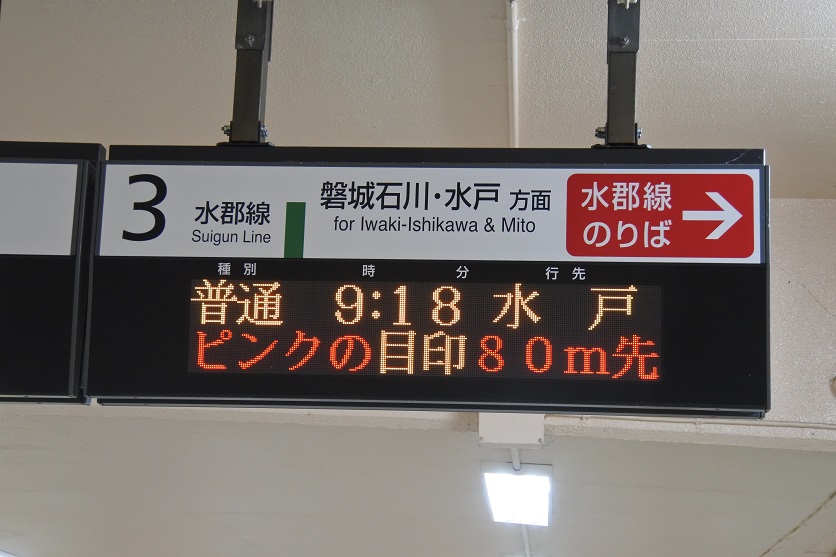 3 水郡線 磐城石川・水戸 方面 水郡線
Suigun Line for Iwaki-Ishikawa & Mito のりば
種別 時 分 行先
普通 9:18 水戸
ピンクの目印80m先